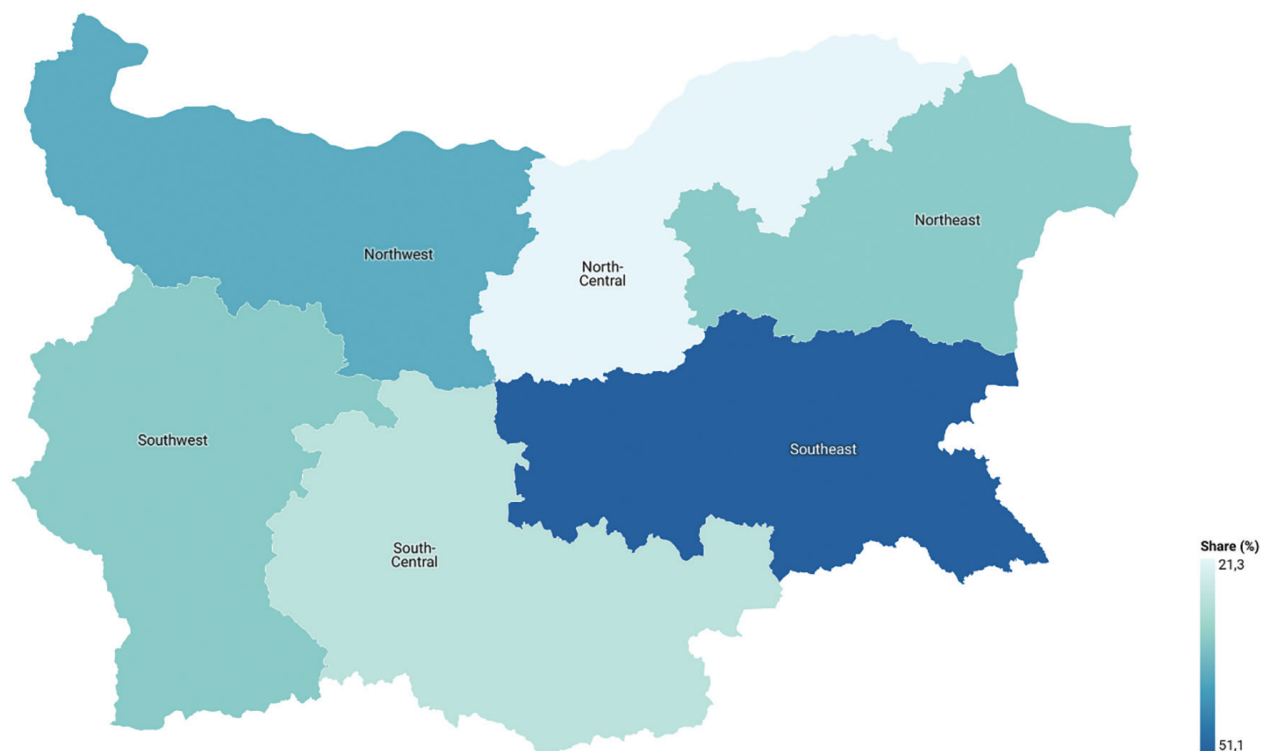 Northwest
North-
Central
Northeast
Southwest
Southeast
South-
Central
Share (%)
21,3
51,1